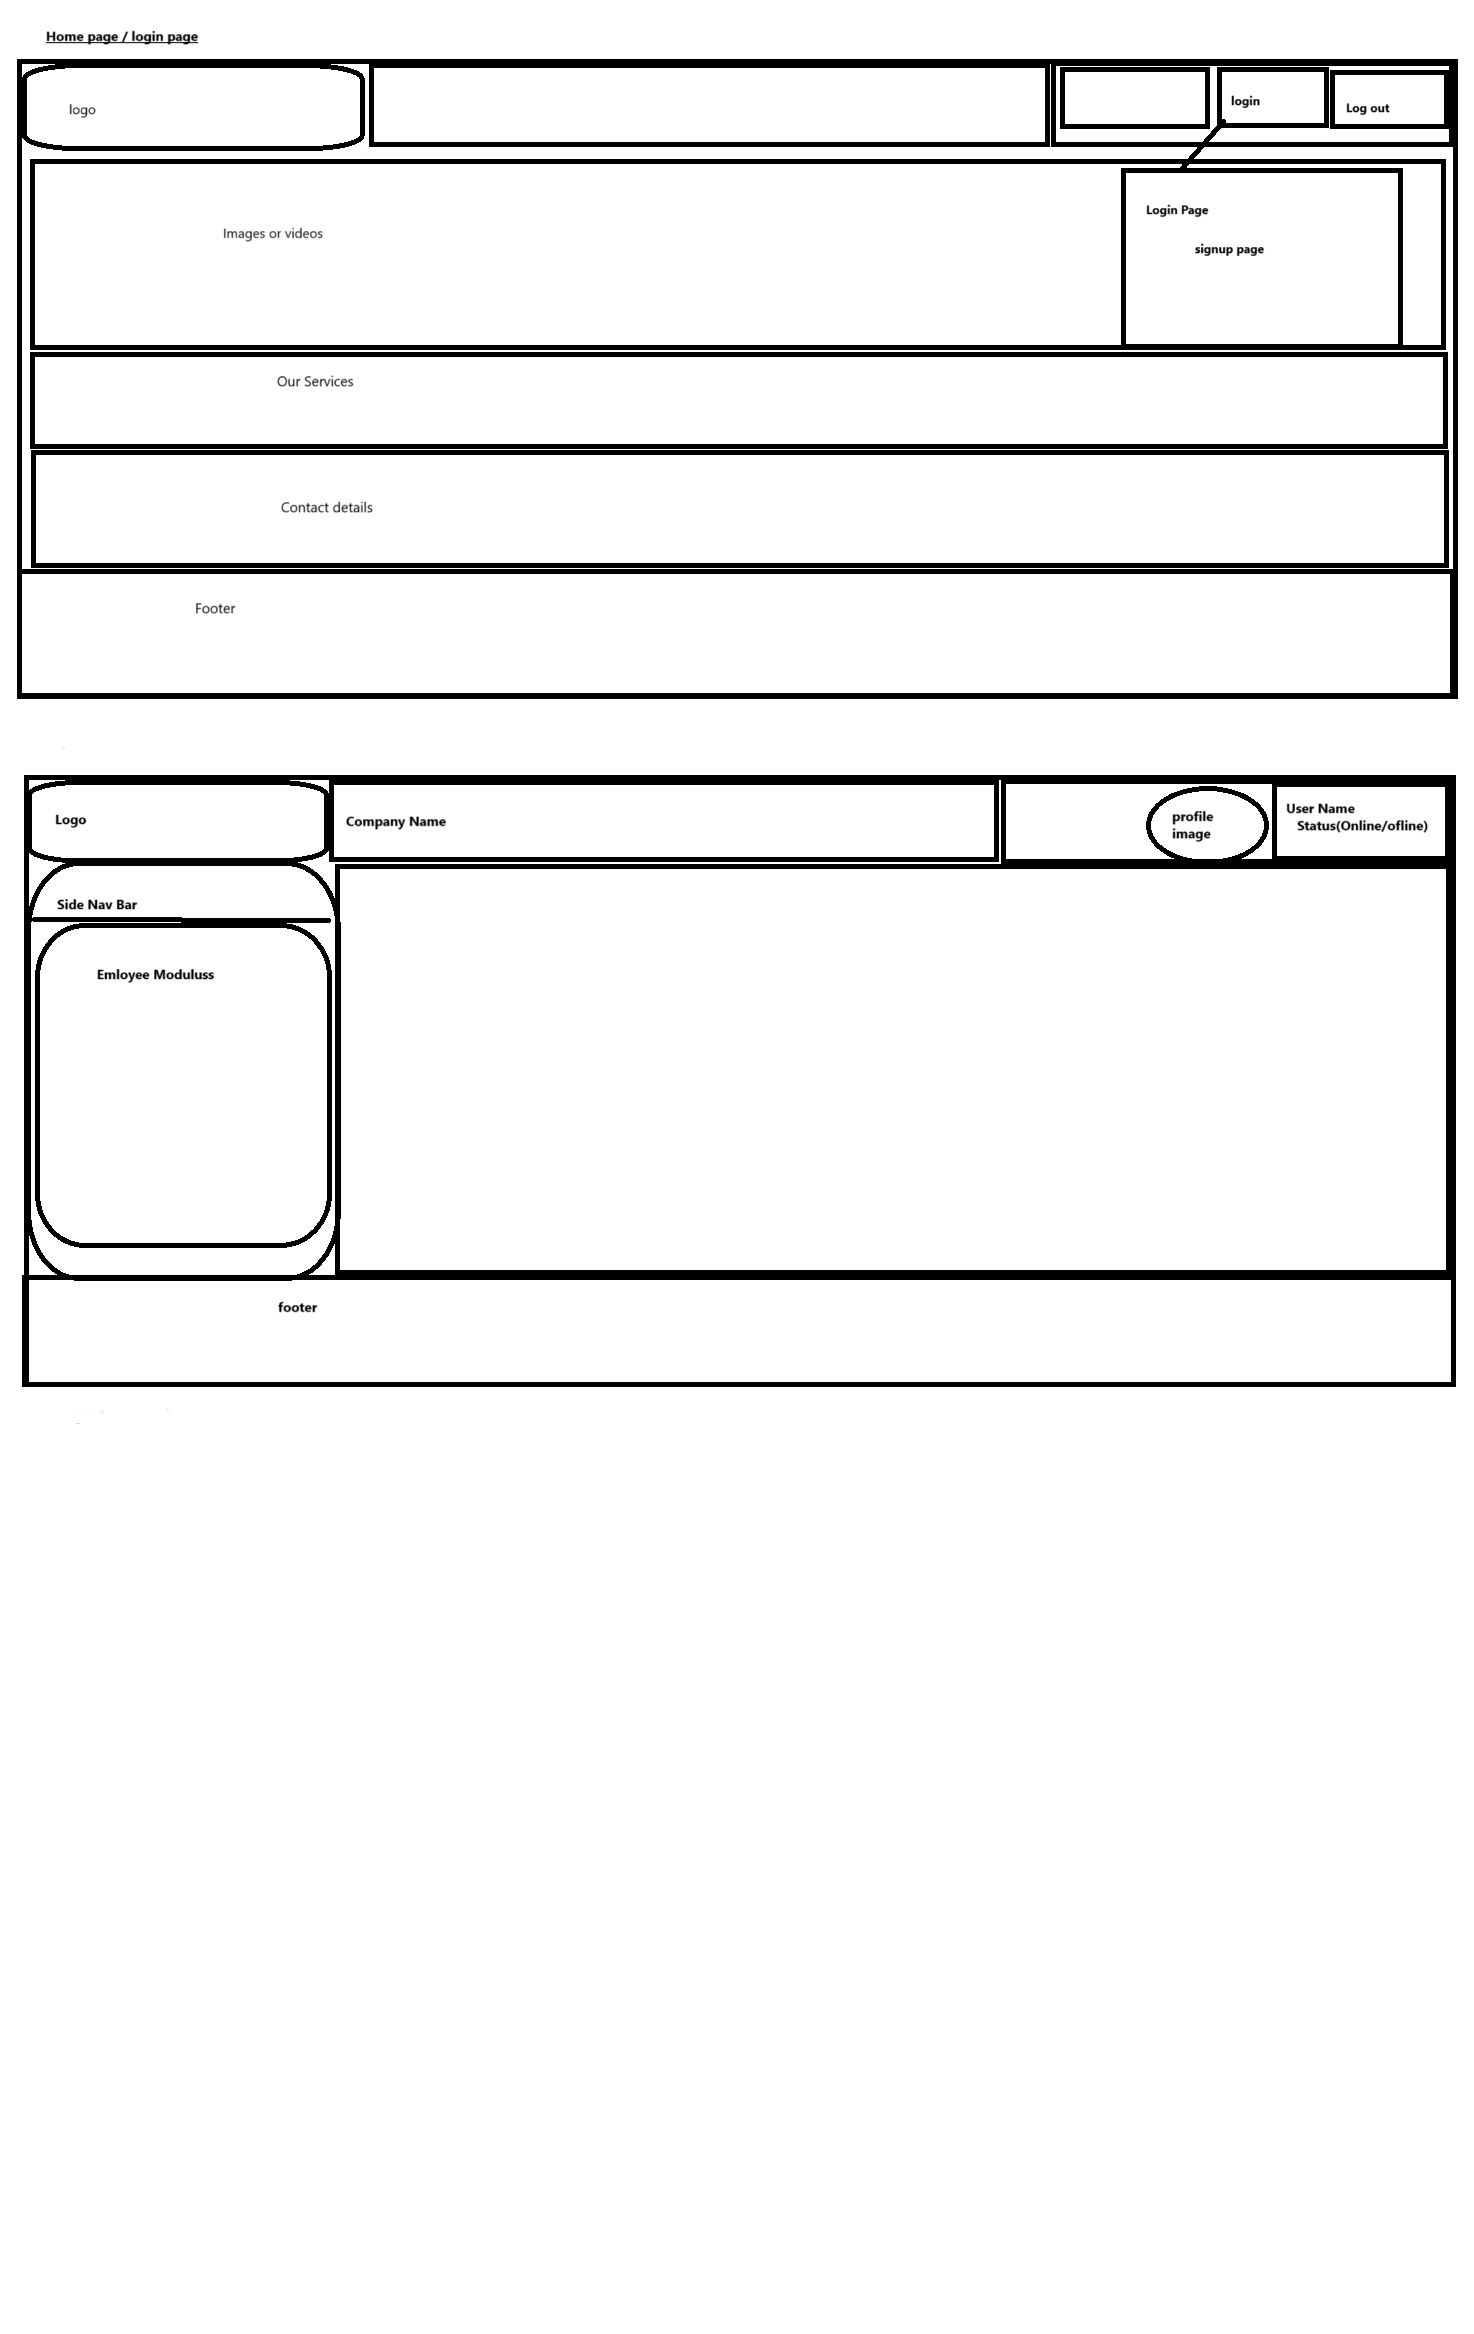 Home page / login page
logo
login
Log out
Login Page
signup page
Images or videos
Our Services
Contact details
Footer
Logo
Company Name
profile
image
User Name
Status(Online/ofline)
Side Nav Bar
Emloyee Moduluss
footer